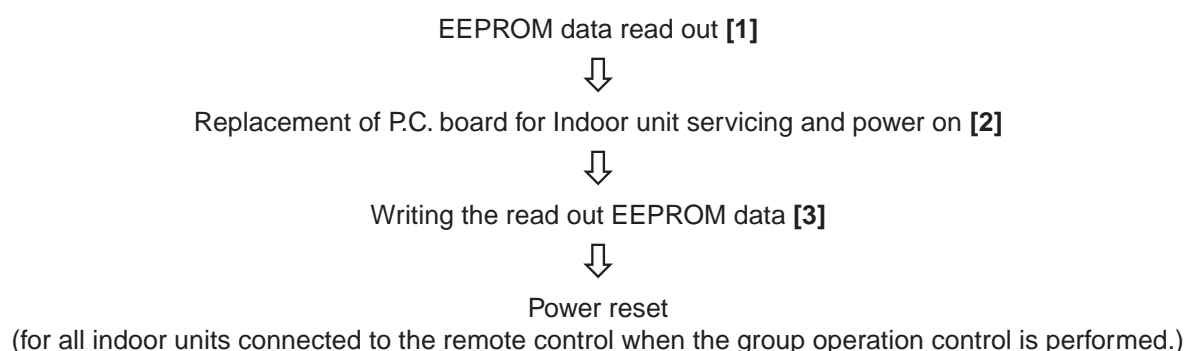 EEPROM data read out [1]
⇩
Replacement of P.C. board for Indoor unit servicing and power on [2]
⇩
Writing the read out EEPROM data [3]
⇩
Power reset
(for all indoor units connected to the remote control when the group operation control is performed.)